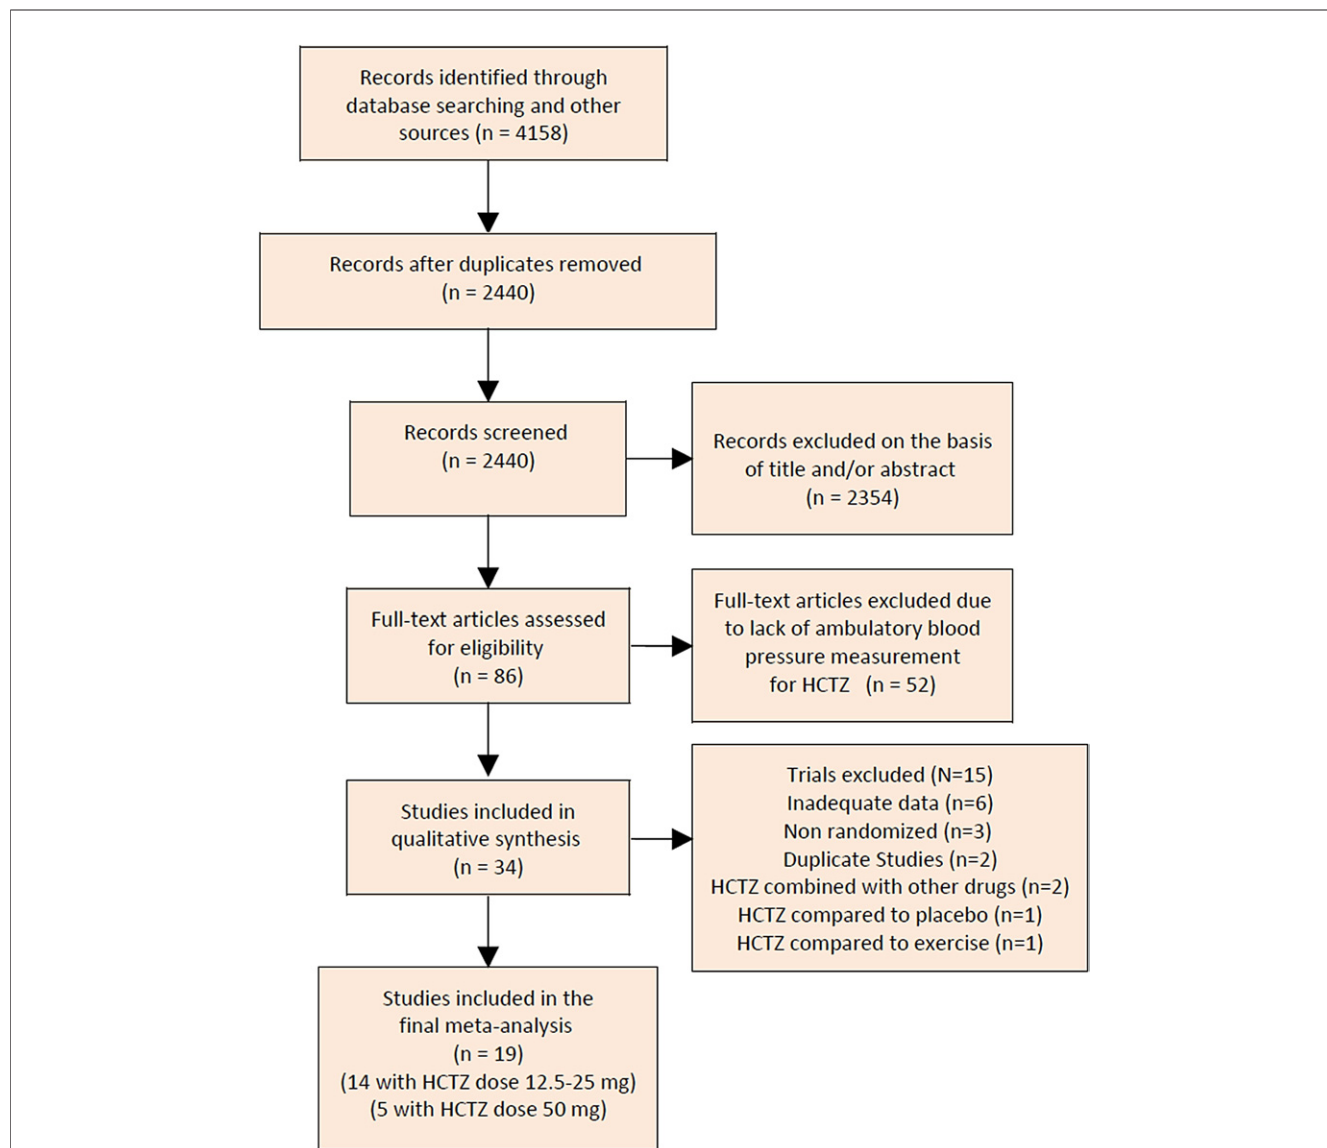 Records identified through
database searching and other
sources (n = 4158)
Records after duplicates removed
(n = 2440)
Records screened
(n = 2440)
Records excluded on the basis
of title and/or abstract
(n = 2354)
Full-text articles assessed
for eligibility
(n = 86)
Full-text articles excluded due
to lack of ambulatory blood
pressure measurement
for HCTZ (n = 52)
Studies included in
qualitative synthesis
(n = 34)
Trials excluded (N=15)
Inadequate data (n=6)
Non randomized (n=3)
Duplicate Studies (n=2)
HCTZ combined with other drugs (n=2)
HCTZ compared to placebo (n=1)
HCTZ compared to exercise (n=1)
Studies included in the
final meta-analysis
(n = 19)
(14 with HCTZ dose 12.5-25 mg)
(5 with HCTZ dose 50 mg)